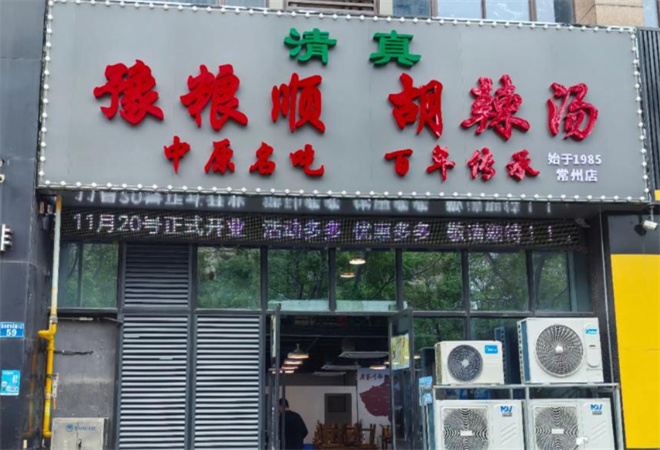 清真
豫粮顺 胡辣汤
中原名吃 百年传承
始于1985
常州店
11月20号正式开业 活动多多 优惠多多 敬请期待！！
59